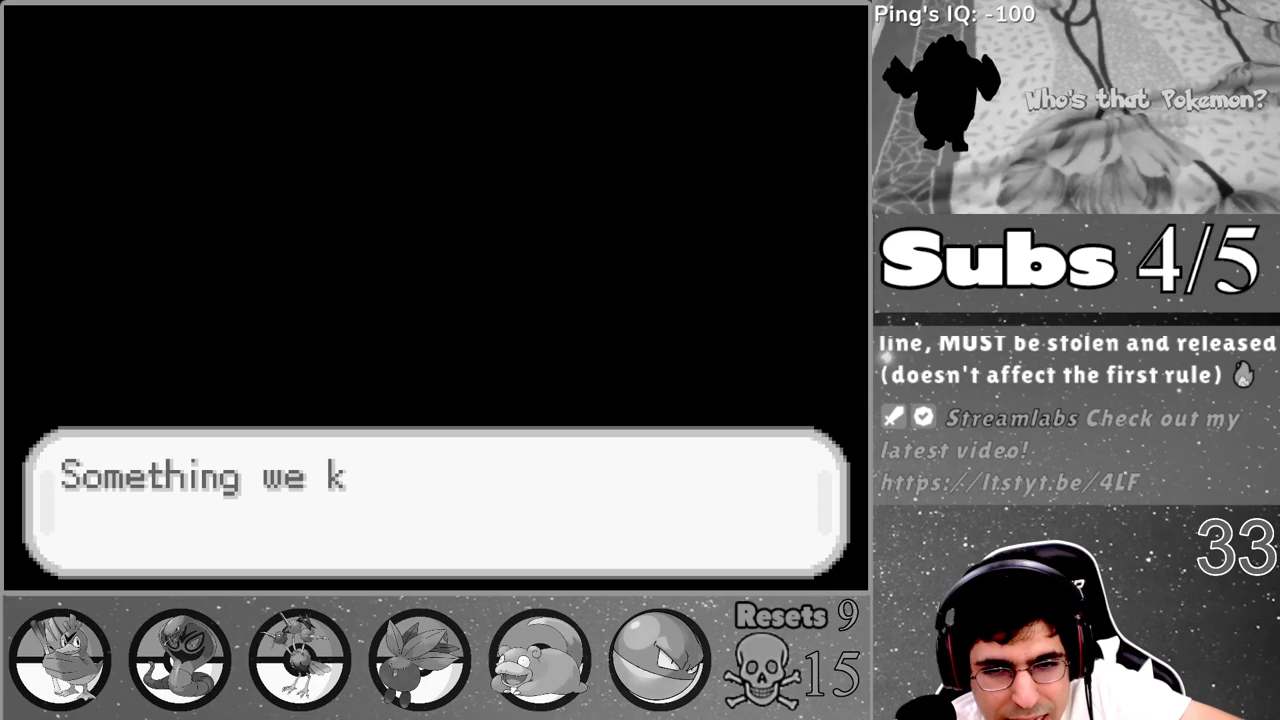 Ping's IQ: -100
Who's that Pokemon?
Subs 4/5
line, MUST be stolen and released
(doesn't affect the first rule)
Streamlabs Check out my
latest video!
https://ltstyt.be/4LF
Something we k
33
Resets 9
15